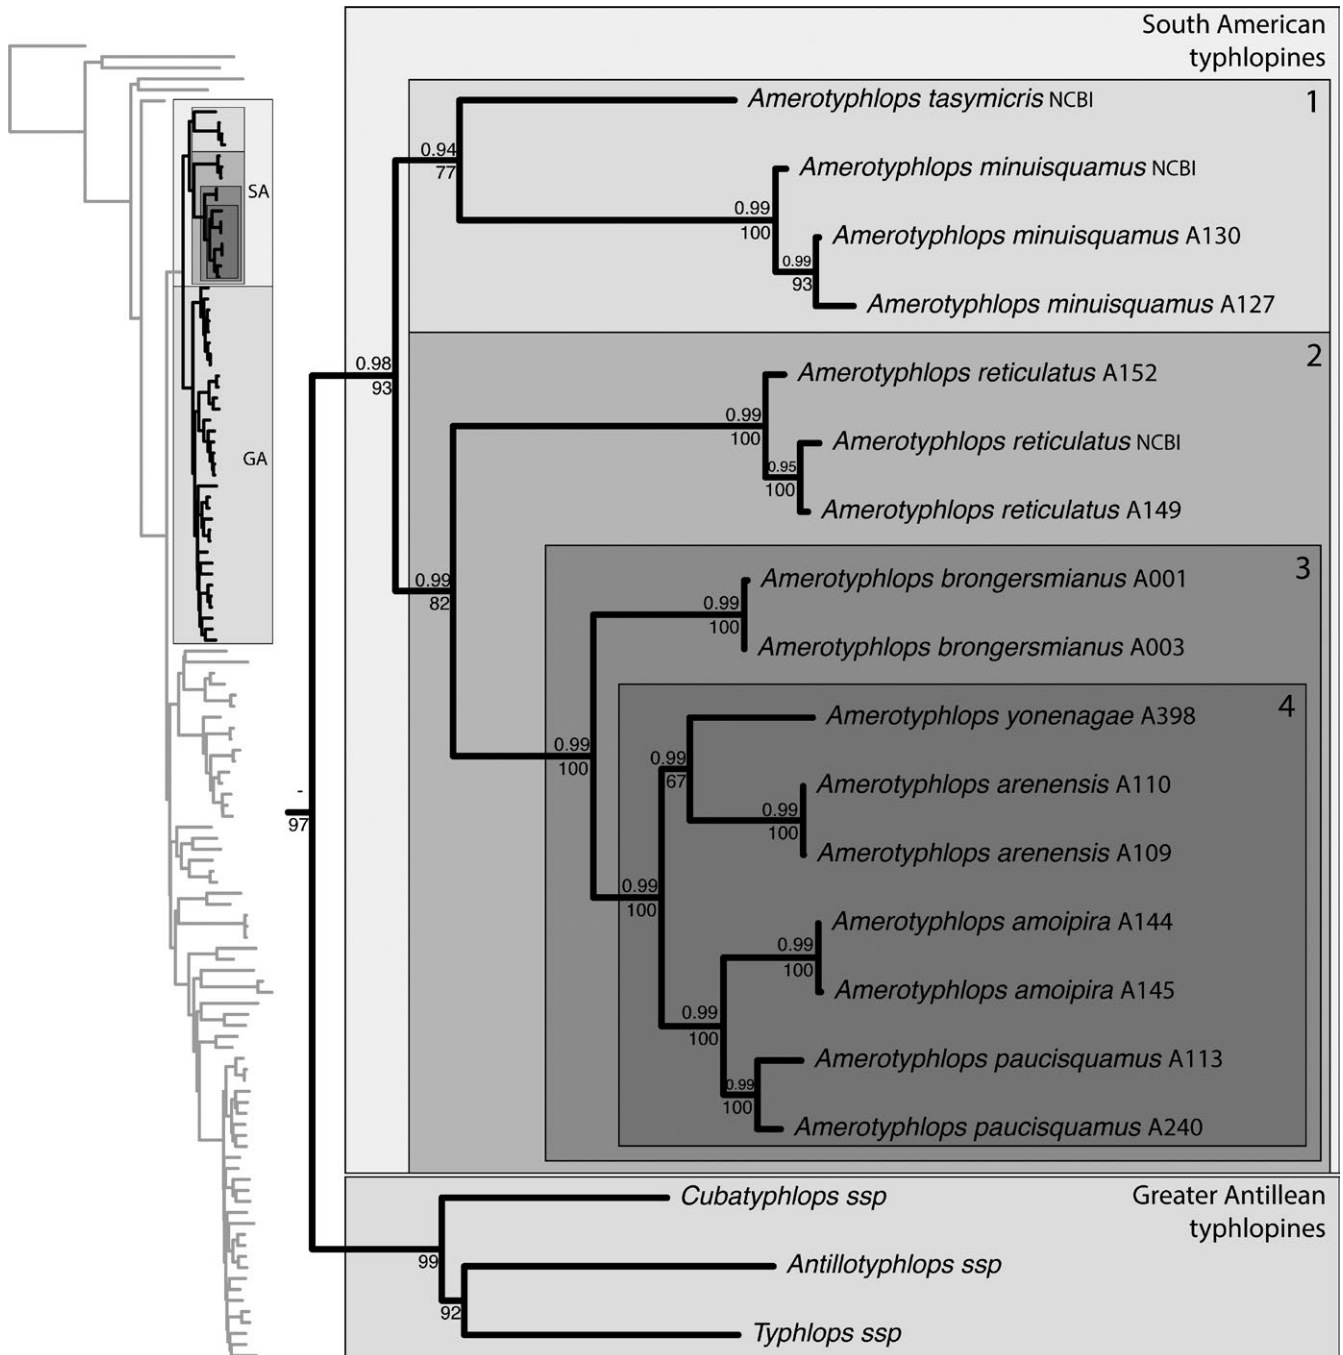 South American
typhlopines
1
Amerotyphlops tasymicris NCBI
0.94
77
Amerotyphlops minuisquamus NCBI
0.99
100
Amerotyphlops minuisquamus A130
0.99
93
Amerotyphlops minuisquamus A127
SA
GA
0.98
93
2
Amerotyphlops reticulatus A152
0.99
100
Amerotyphlops reticulatus NCBI
0.95
100
Amerotyphlops reticulatus A149
0.99
82
3
Amerotyphlops brongersmianus A001
0.99
100
Amerotyphlops brongersmianus A003
4
Amerotyphlops yonenagae A398
0.99
100
0.99
67
Amerotyphlops arenensis A110
0.99
100
Amerotyphlops arenensis A109
-
97
0.99
100
Amerotyphlops amoipira A144
0.99
100
Amerotyphlops amoipira A145
0.99
100
Amerotyphlops paucisquamus A113
0.99
100
Amerotyphlops paucisquamus A240
Greater Antillean
typhlopines
Cubatyphlops ssp
99
Antillotyphlops ssp
92
Typhlops ssp